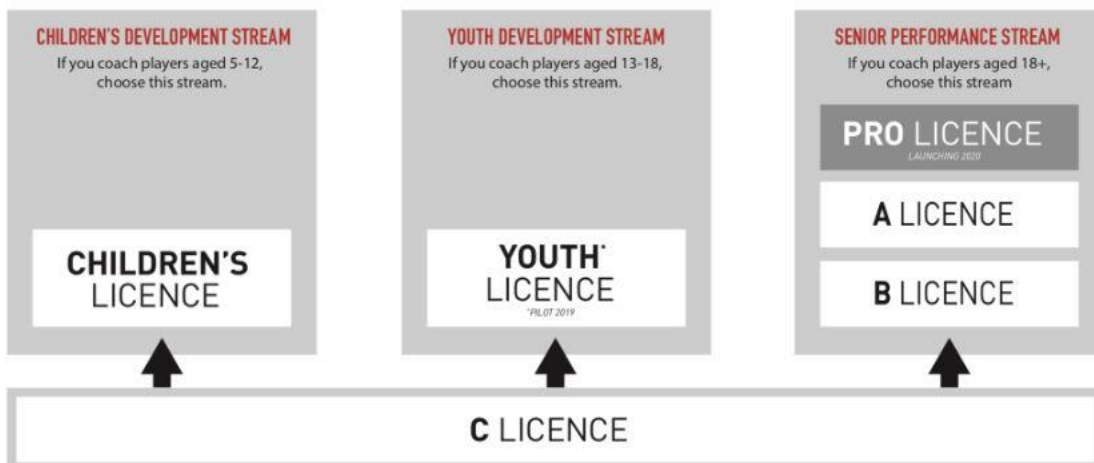 CHILDREN'S DEVELOPMENT STREAM
If you coach players aged 5-12,
choose this stream.
CHILDREN'S
LICENCE
YOUTH DEVELOPMENT STREAM
If you coach players aged 13-18,
choose this stream.
YOUTH*
LICENCE
*PILOT 2019
SENIOR PERFORMANCE STREAM
If you coach players aged 18+,
choose this stream
PRO LICENCE
LAUNCHING 2020
A LICENCE
B LICENCE
C LICENCE